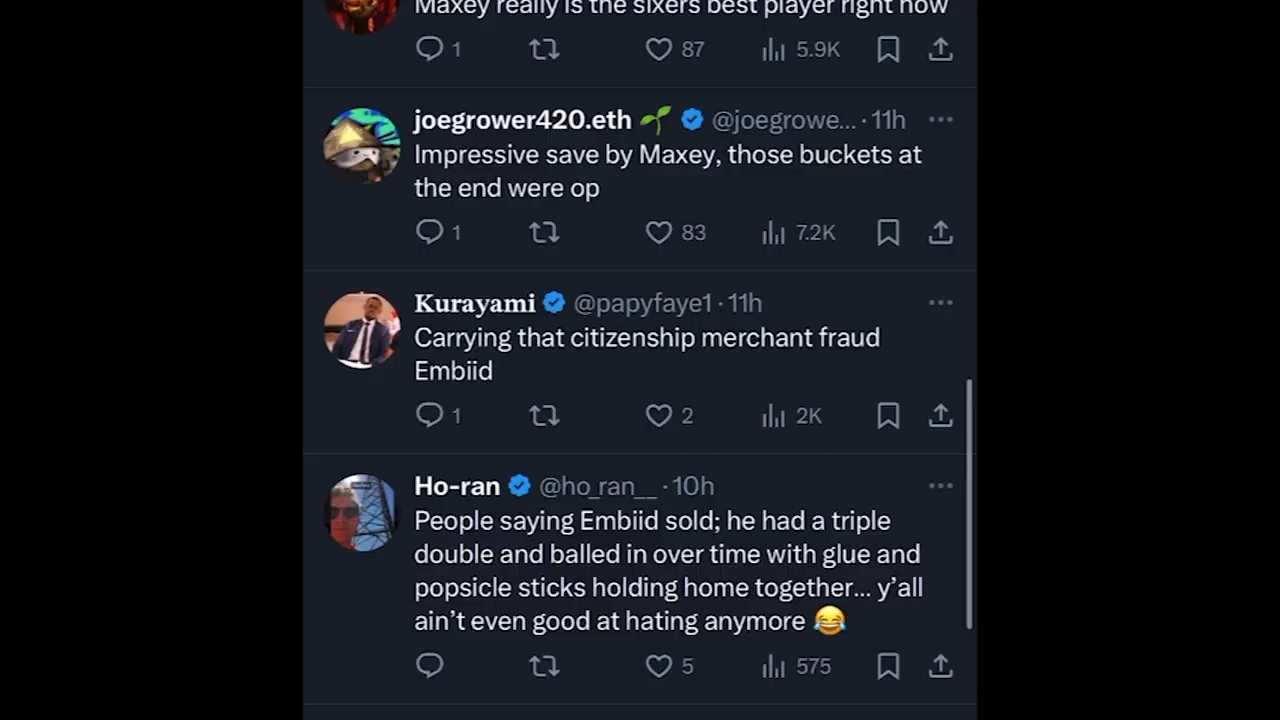 Maxey really is the sixers best player right now
1 87 5.9K
joegrower420.eth 🌱 @joegrowe... · 11h
Impressive save by Maxey, those buckets at
the end were op
1 83 7.2K
Kurayami @papyfaye1 · 11h
Carrying that citizenship merchant fraud
Embiid
1 2 2K
Ho-ran @ho_ran__ · 10h
People saying Embiid sold; he had a triple
double and balled in over time with glue and
popsicle sticks holding home together... y’all
ain’t even good at hating anymore 😂
5 575